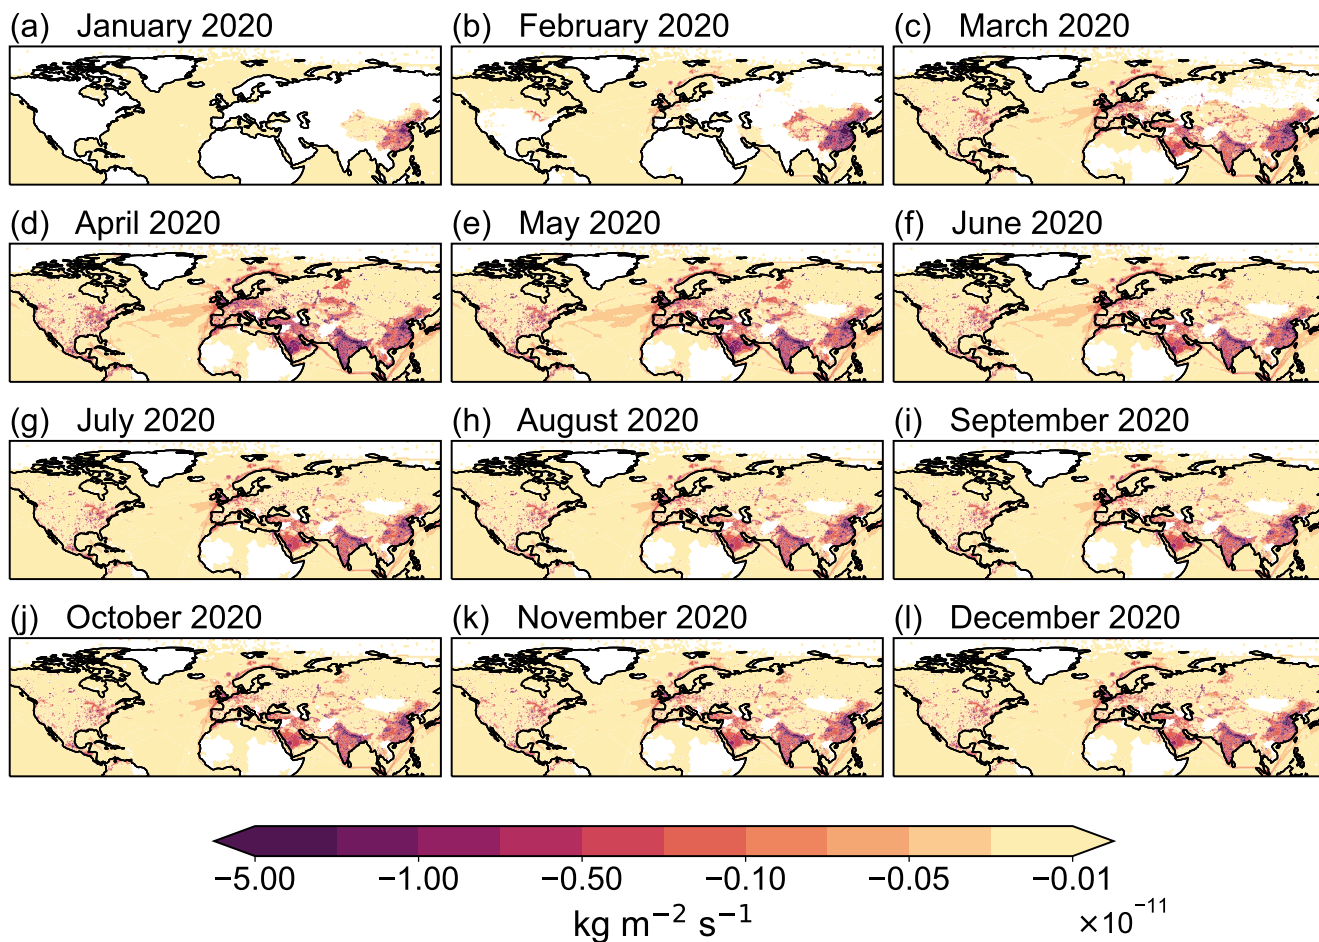 (a) January 2020
(b) February 2020
(c) March 2020
(d) April 2020
(e) May 2020
(f) June 2020
(g) July 2020
(h) August 2020
(i) September 2020
(j) October 2020
(k) November 2020
(l) December 2020
−5.00 −1.00 −0.50 −0.10 −0.05 −0.01
kg m⁻² s⁻¹ ×10⁻¹¹